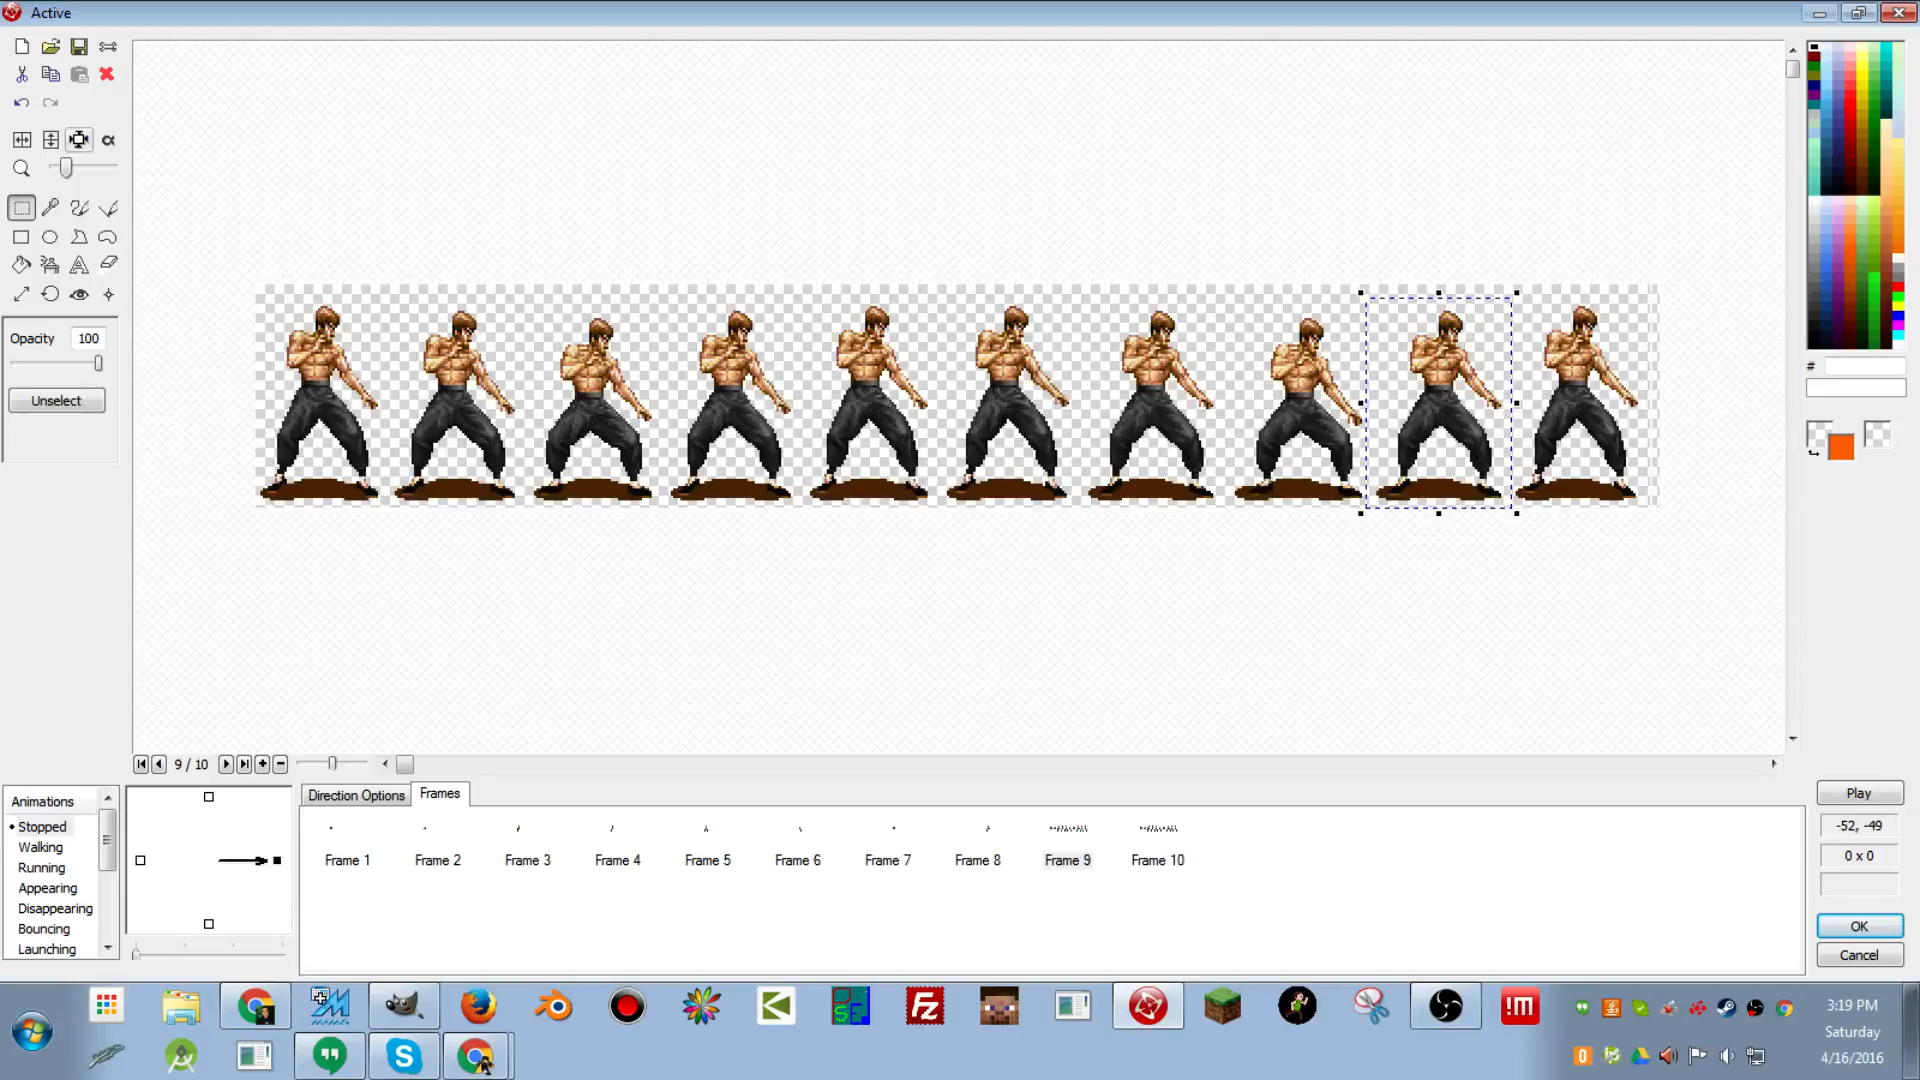 Active
Opacity 100
Unselect
#
9 / 10
Animations
Stopped
Walking
Running
Appearing
Disappearing
Bouncing
Launching
Direction Options Frames
Frame 1 Frame 2 Frame 3 Frame 4 Frame 5 Frame 6 Frame 7 Frame 8 Frame 9 Frame 10
Play
-52, -49
0 x 0
OK
Cancel
3:19 PM
Saturday
4/16/2016